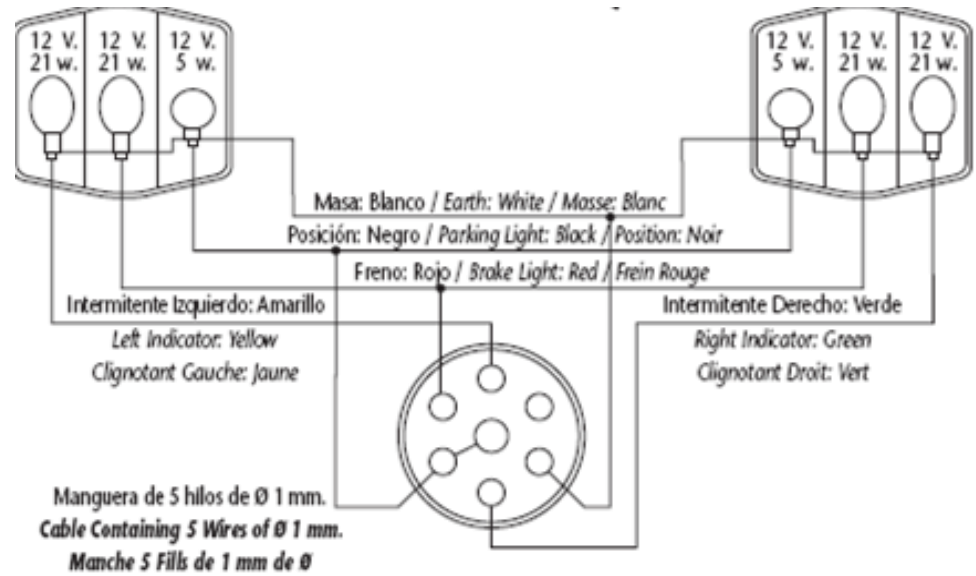 12 V. 12 V. 12 V.
21 w. 21 w. 5 w.
12 V. 12 V. 12 V.
5 w. 21 w. 21 w.
Masa: Blanco / Earth: White / Masse: Blanc
Posición: Negro / Parking Light: Black / Position: Noir
Freno: Rojo / Brake Light: Red / Frein Rouge
Intermitente Izquierdo: Amarillo
Left Indicator: Yellow
Clignotant Gauche: Jaune
Intermitente Derecho: Verde
Right Indicator: Green
Clignotant Droit: Vert
Manguera de 5 hilos de Ø 1 mm.
Cable Containing 5 Wires of Ø 1 mm.
Manche 5 Fills de 1 mm de Ø